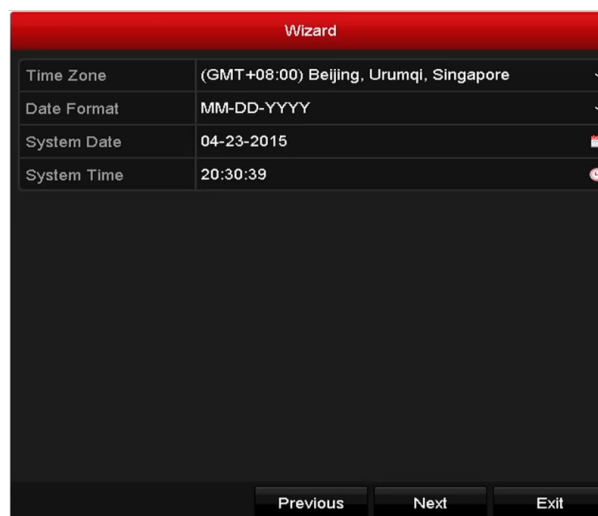 Wizard
Time Zone (GMT+08:00) Beijing, Urumqi, Singapore
Date Format MM-DD-YYYY
System Date 04-23-2015
System Time 20:30:39
Previous Next Exit